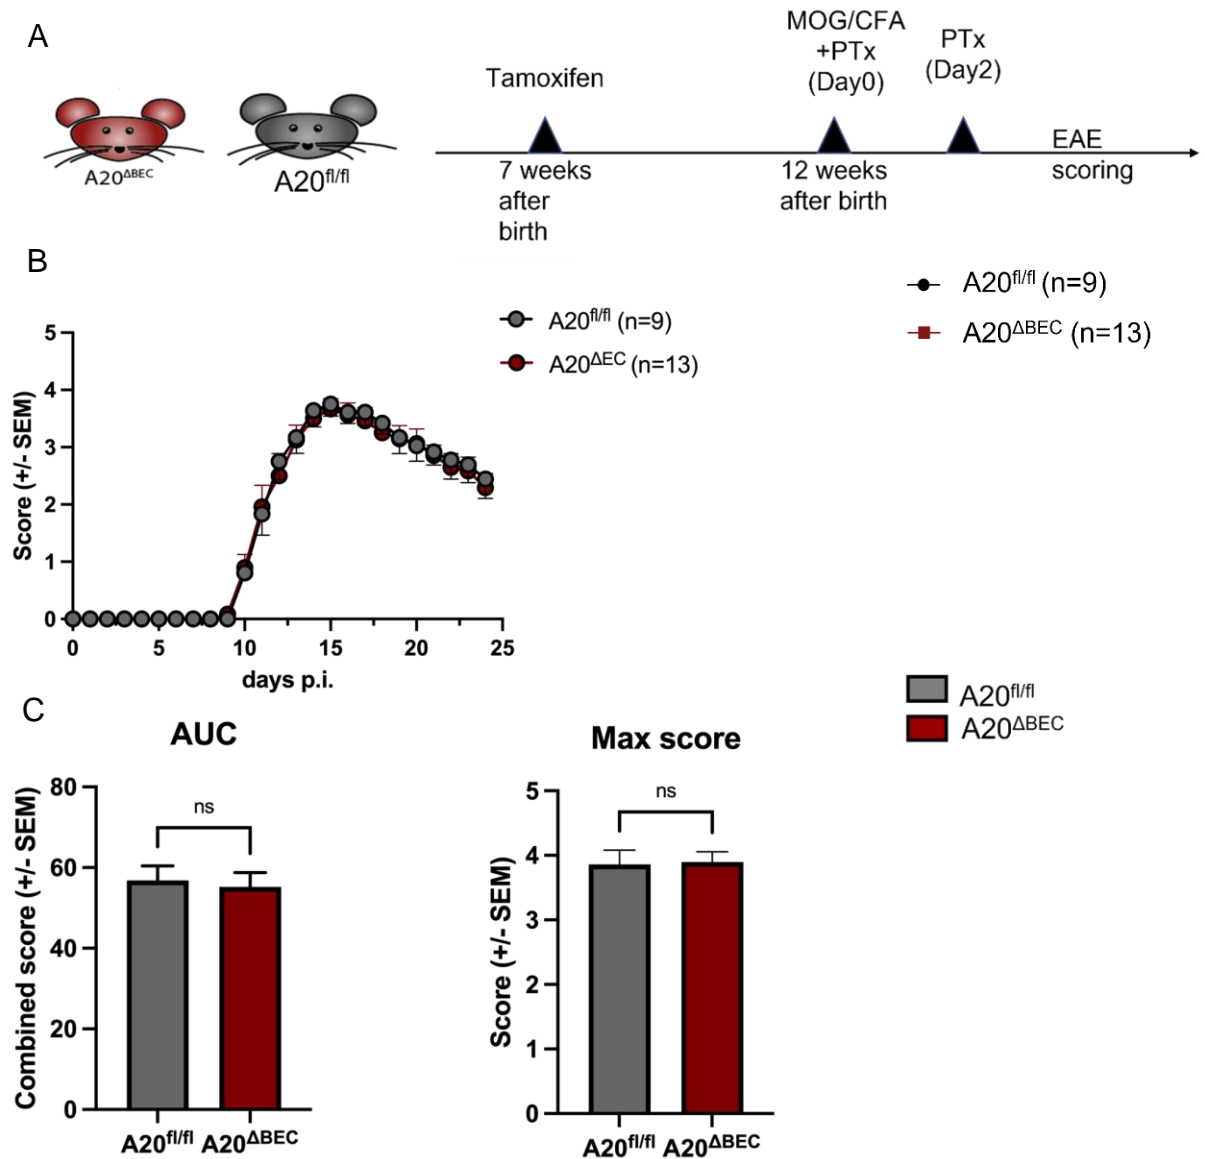 A
MOG/CFA
+PTx
(Day0)
PTx
(Day2)
Tamoxifen
A20ΔBEC
A20fl/fl
7 weeks
after
birth
12 weeks
after birth
EAE
scoring
B
A20fl/fl (n=9)
A20ΔBEC (n=13)
A20fl/fl (n=9)
A20ΔEC (n=13)
Score (+/- SEM)
5
4
3
2
1
0
0 5 10 15 20 25
days p.i.
A20fl/fl
A20ΔBEC
C
AUC
Combined score (+/- SEM)
80
60
40
20
0
ns
A20fl/fl A20ΔBEC
Max score
Score (+/- SEM)
5
4
3
2
1
0
ns
A20fl/fl A20ΔBEC